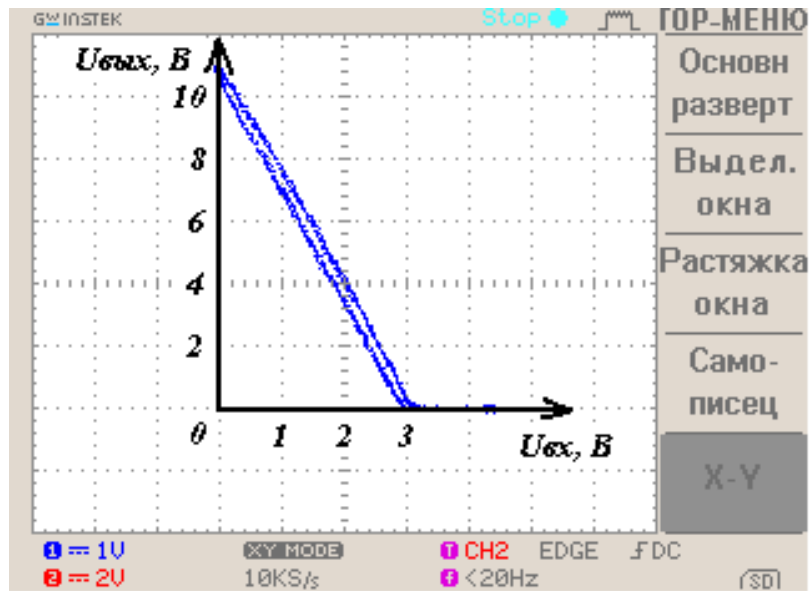 GWINSTEK
Stop
ГОР-МЕНЮ
Основн
разверт
Выдел.
окна
Растяжка
окна
Само-
писец
X-Y
Uвых, В
10
8
6
4
2
0 1 2 3
Uвх, В
1 1V XY MODE T CH2 EDGE DC
2 2V 10KS/s f <20Hz SD